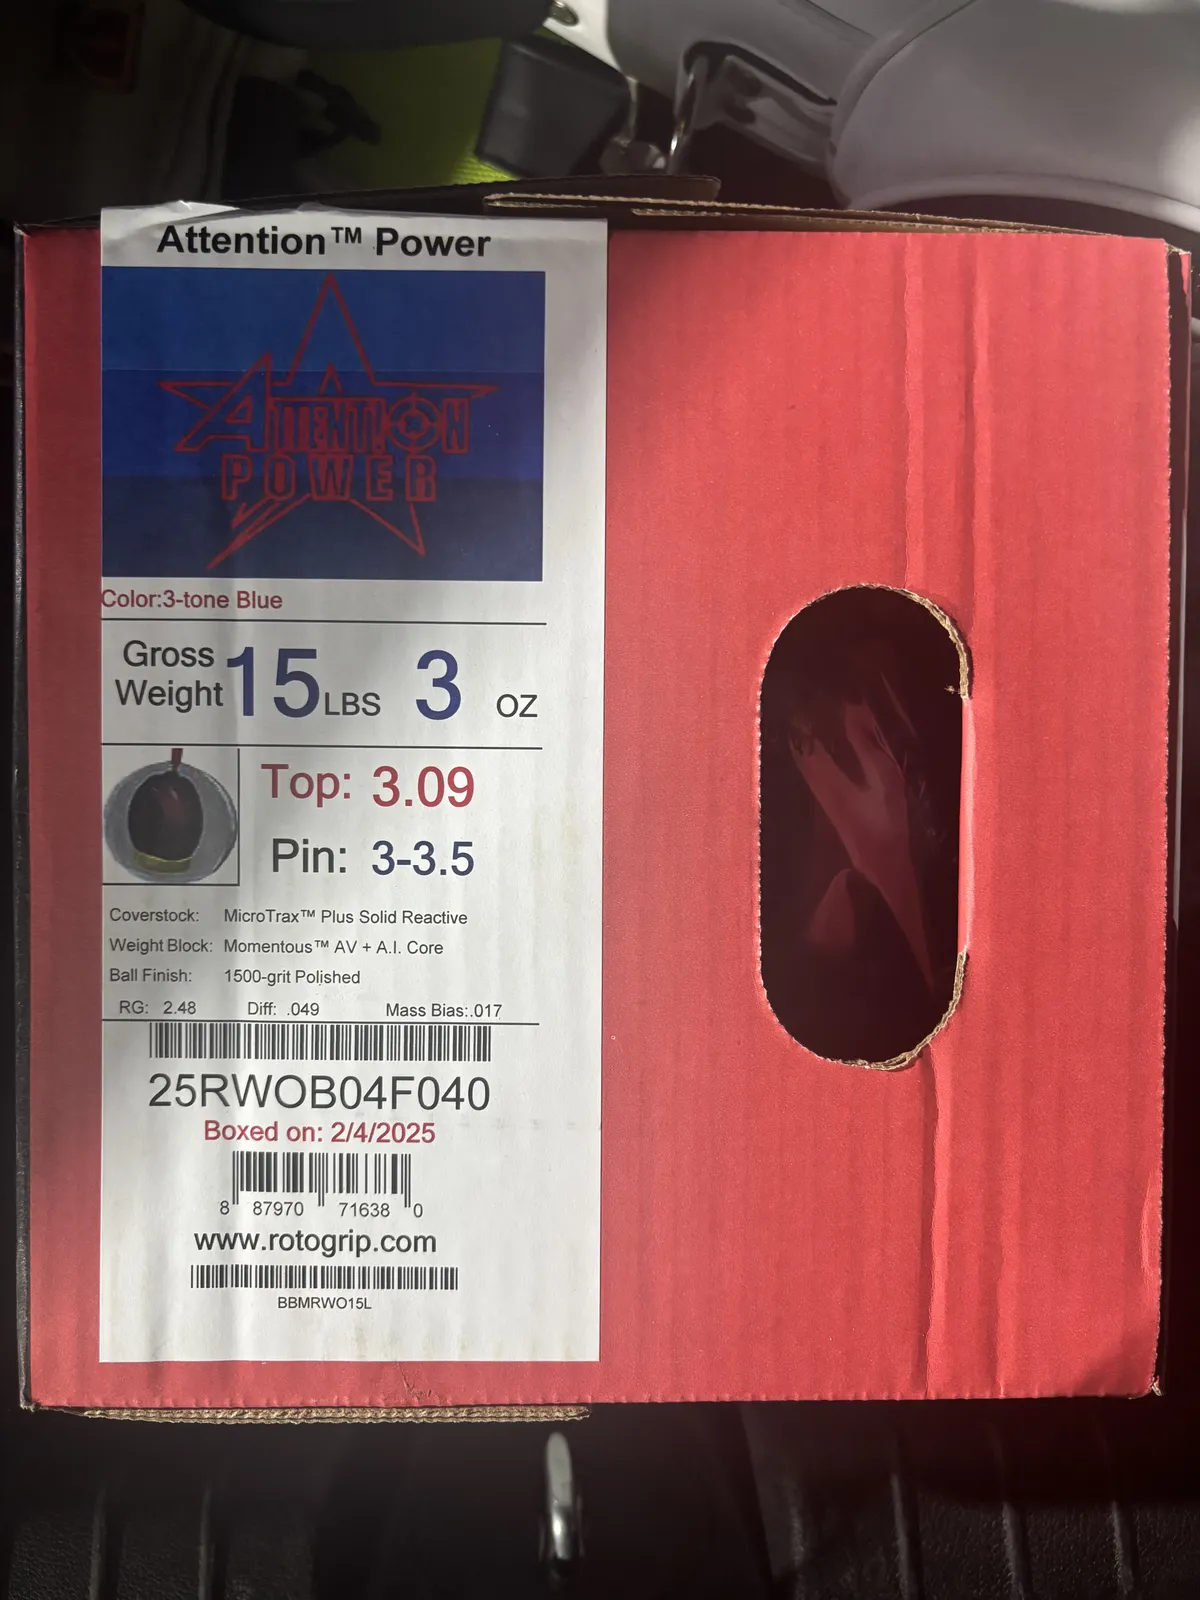 Attention™ Power
ATTENTION
POWER
Color:3-tone Blue
Gross Weight 15 LBS 3 OZ
Top: 3.09
Pin: 3-3.5
Coverstock: MicroTrax™ Plus Solid Reactive
Weight Block: Momentous™ AV + A.I. Core
Ball Finish: 1500-grit Polished
RG: 2.48 Diff: .049 Mass Bias:.017
25RWOB04F040
Boxed on: 2/4/2025
8 87970 71638 0
www.rotogrip.com
BBMRWO15L